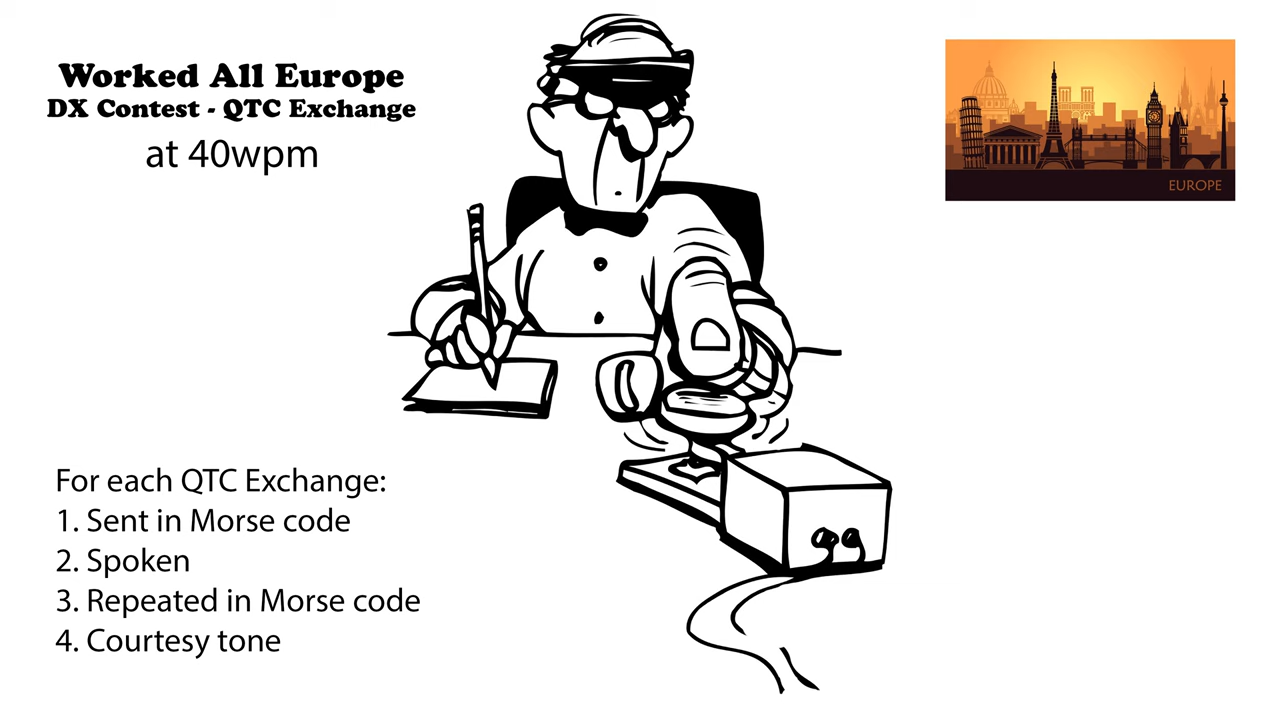 Worked All Europe
DX Contest - QTC Exchange
at 40wpm
EUROPE
For each QTC Exchange:
1. Sent in Morse code
2. Spoken
3. Repeated in Morse code
4. Courtesy tone